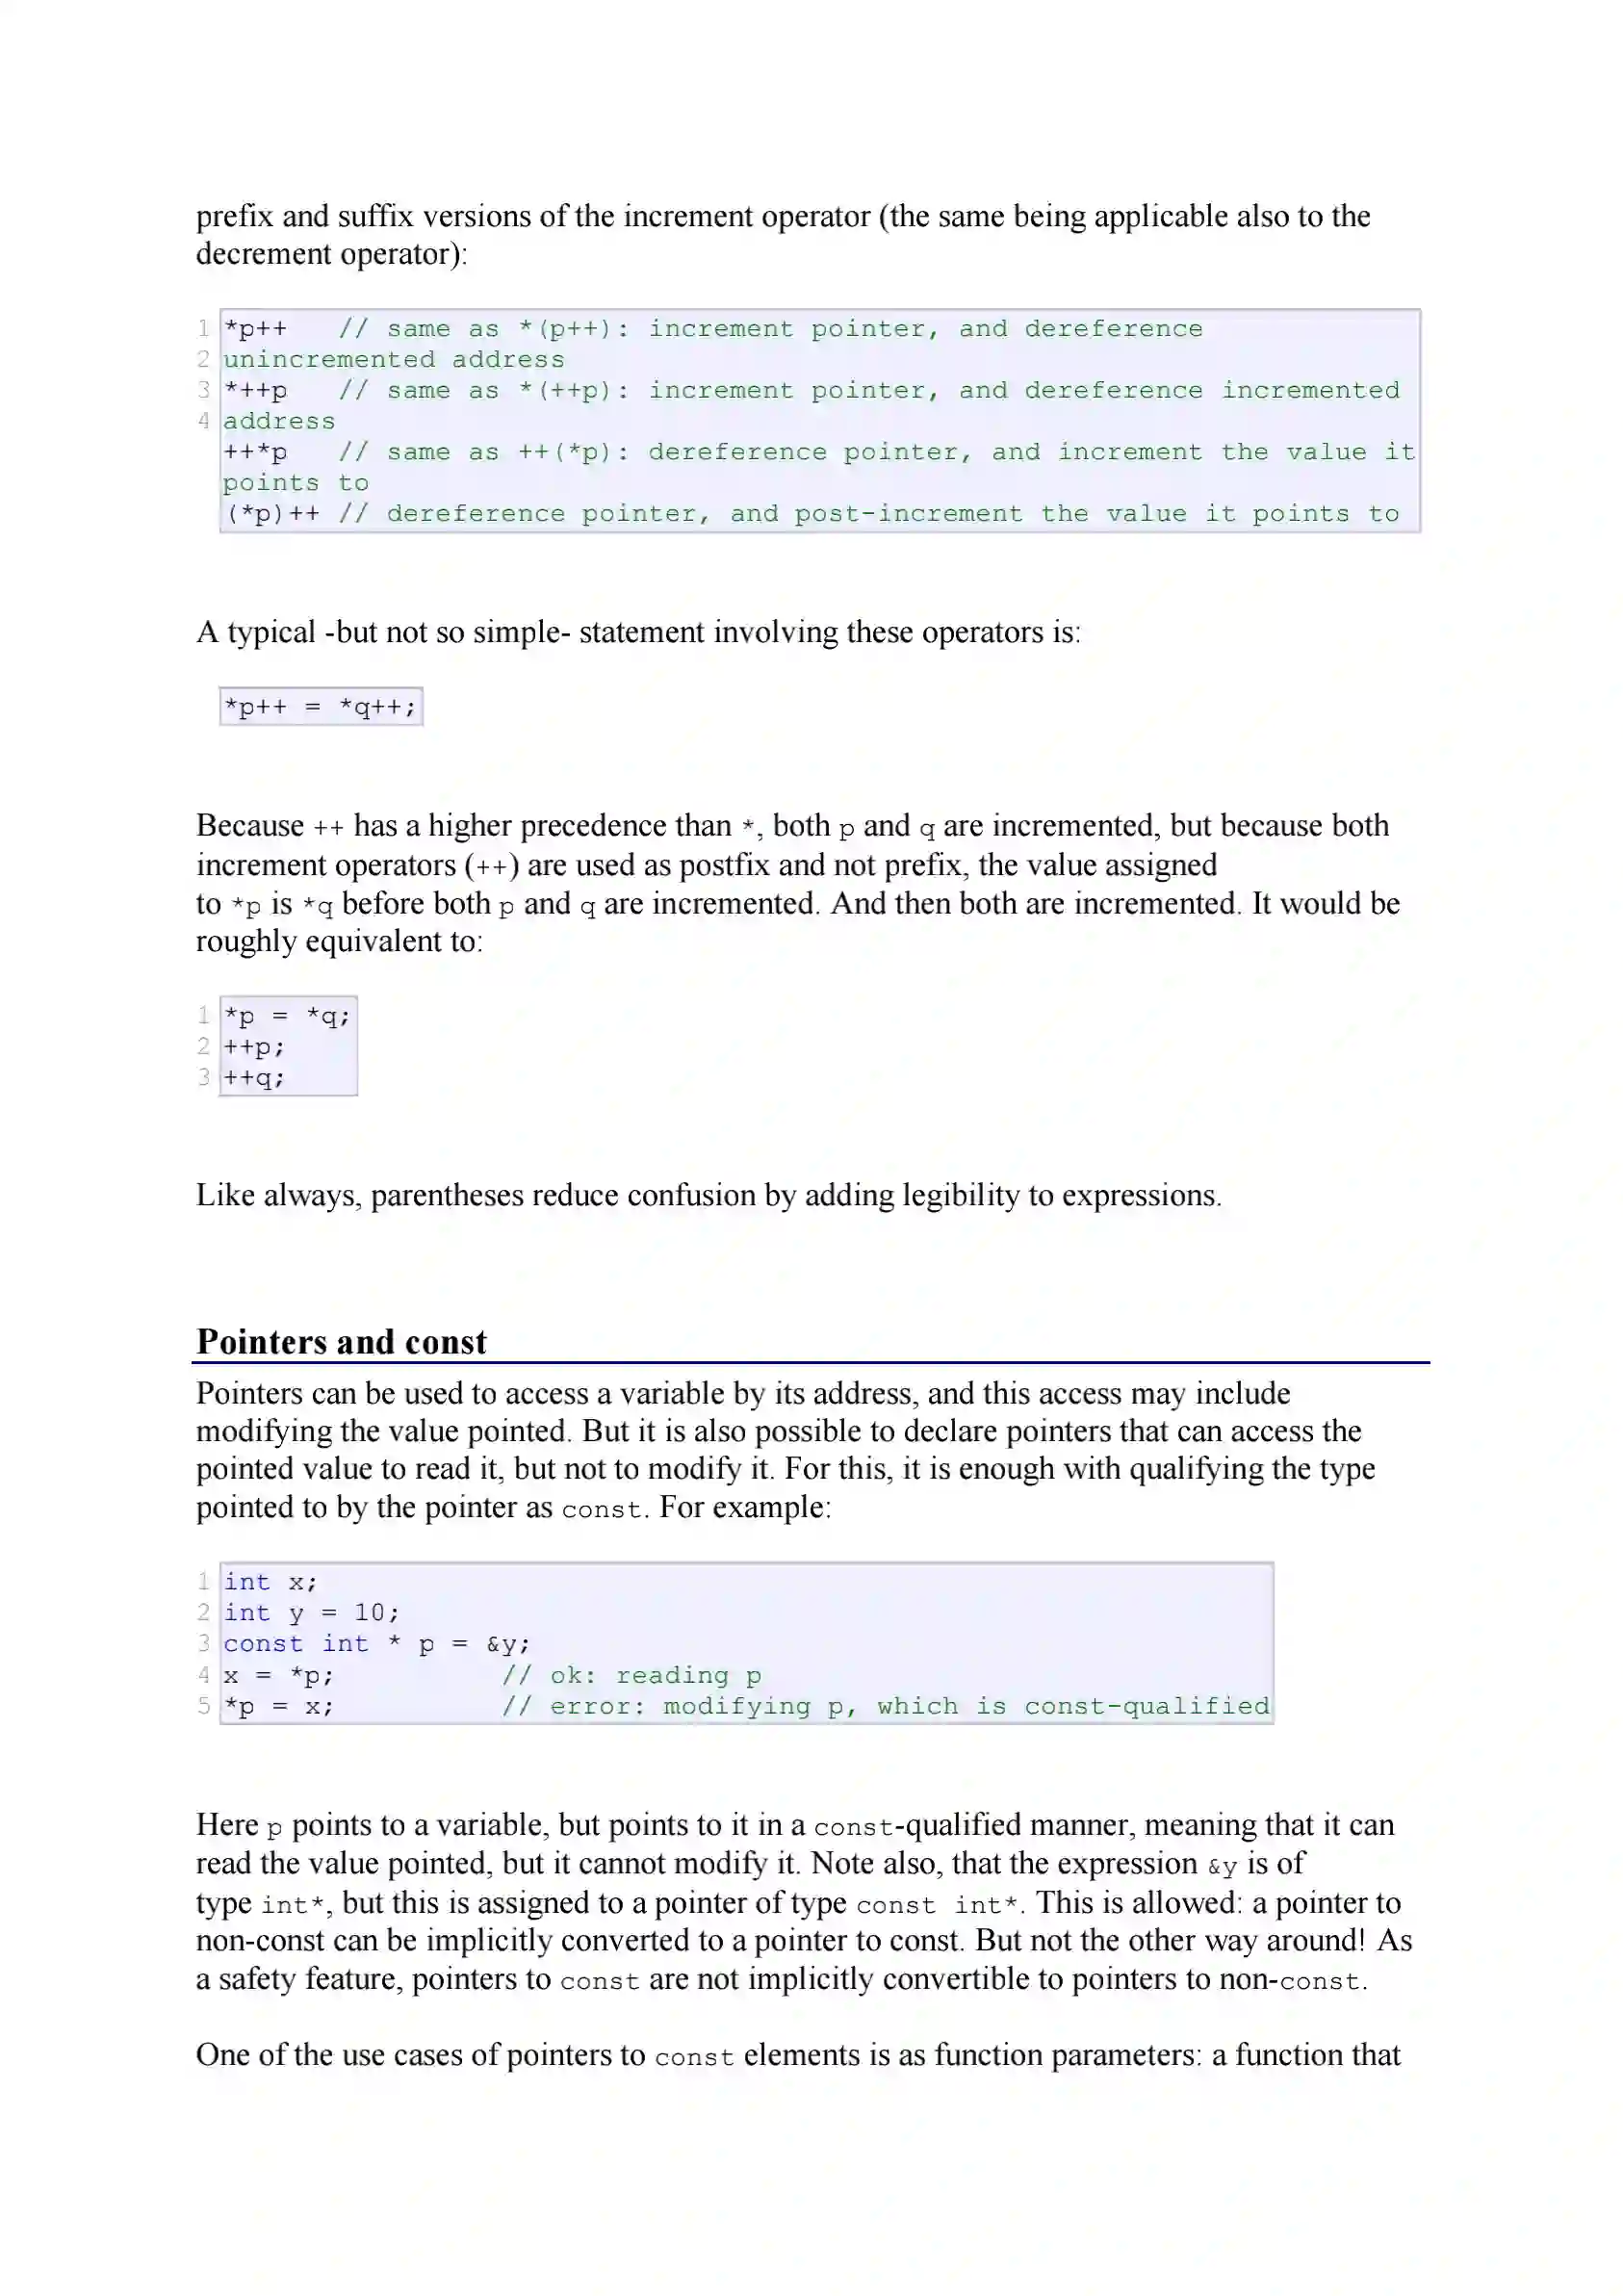 prefix and suffix versions of the increment operator (the same being applicable also to the
decrement operator):
1 *p++   // same as *(p++): increment pointer, and dereference
2 unincremented address
3 *++p   // same as *(++p): increment pointer, and dereference incremented
4 address
++*p   // same as ++(*p): dereference pointer, and increment the value it
points to
(*p)++ // dereference pointer, and post-increment the value it points to
A typical -but not so simple- statement involving these operators is:
*p++ = *q++;
Because ++ has a higher precedence than *, both p and q are incremented, but because both
increment operators (++) are used as postfix and not prefix, the value assigned
to *p is *q before both p and q are incremented. And then both are incremented. It would be
roughly equivalent to:
1 *p = *q;
2 ++p;
3 ++q;
Like always, parentheses reduce confusion by adding legibility to expressions.
Pointers and const
Pointers can be used to access a variable by its address, and this access may include
modifying the value pointed. But it is also possible to declare pointers that can access the
pointed value to read it, but not to modify it. For this, it is enough with qualifying the type
pointed to by the pointer as const. For example:
1 int x;
2 int y = 10;
3 const int * p = &y;
4 x = *p;          // ok: reading p
5 *p = x;          // error: modifying p, which is const-qualified
Here p points to a variable, but points to it in a const-qualified manner, meaning that it can
read the value pointed, but it cannot modify it. Note also, that the expression &y is of
type int*, but this is assigned to a pointer of type const int*. This is allowed: a pointer to
non-const can be implicitly converted to a pointer to const. But not the other way around! As
a safety feature, pointers to const are not implicitly convertible to pointers to non-const.
One of the use cases of pointers to const elements is as function parameters: a function that